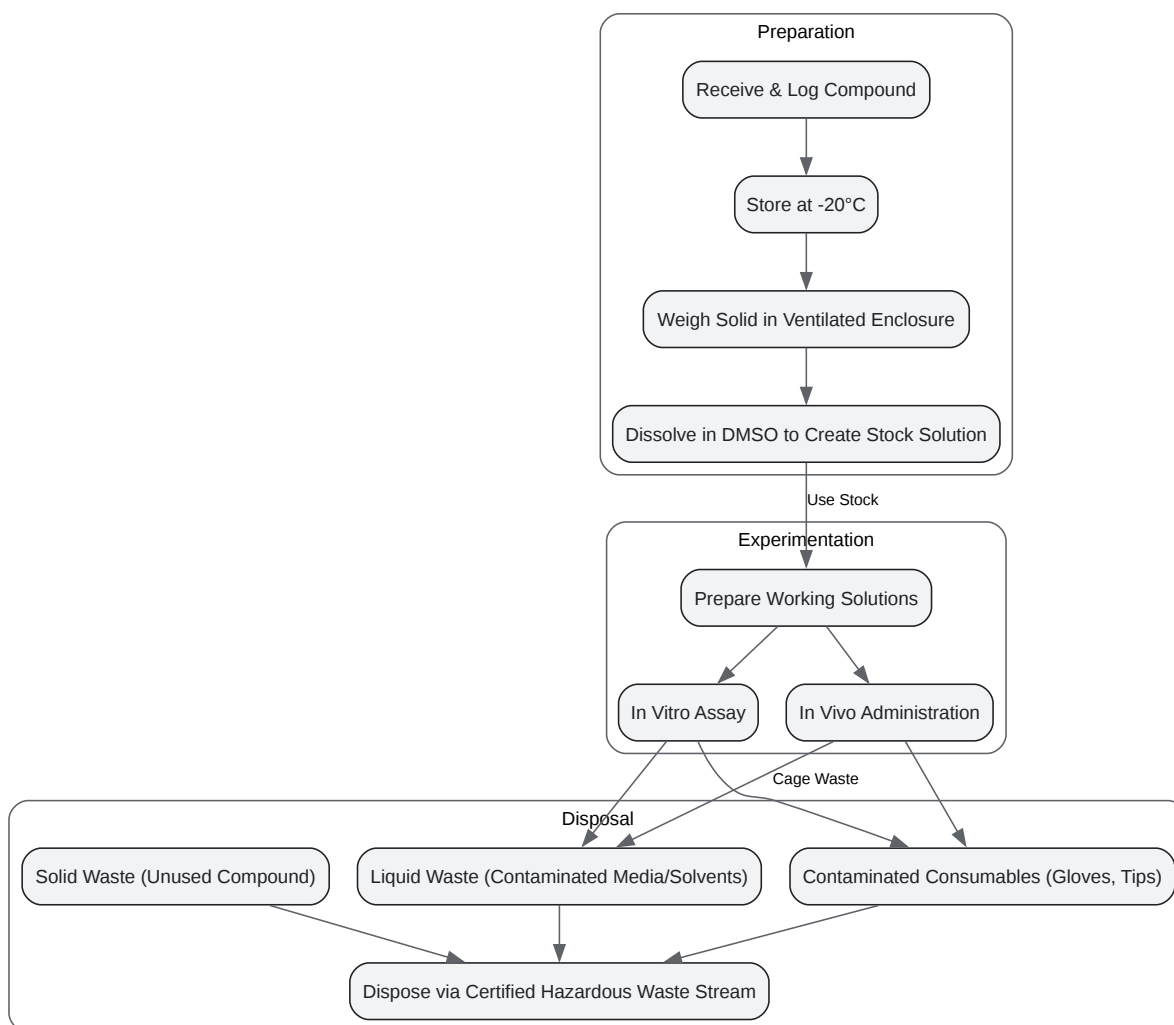 Preparation
Receive & Log Compound
Store at -20°C
Weigh Solid in Ventilated Enclosure
Dissolve in DMSO to Create Stock Solution
Use Stock
Experimentation
Prepare Working Solutions
In Vitro Assay
In Vivo Administration
Cage Waste
Disposal
Solid Waste (Unused Compound)
Liquid Waste (Contaminated Media/Solvents)
Contaminated Consumables (Gloves, Tips)
Dispose via Certified Hazardous Waste Stream